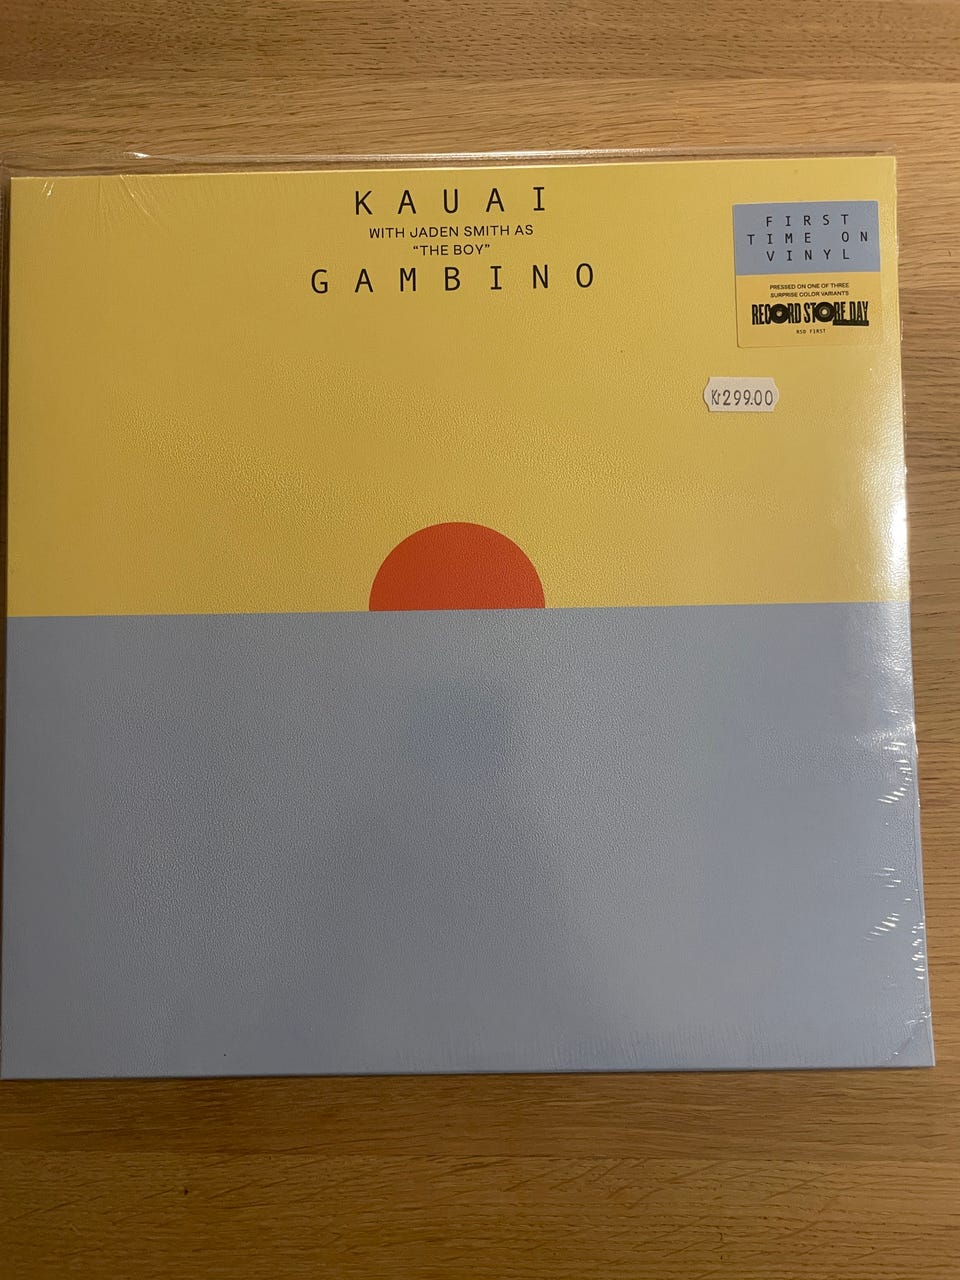 KAUAI
WITH JADEN SMITH AS
“THE BOY”
GAMBINO
FIRST
TIME ON
VINYL
PRESSED ON ONE OF THREE
SURPRISE COLOR VARIANTS
RECORD STORE DAY
RSD FIRST
Kr299.00